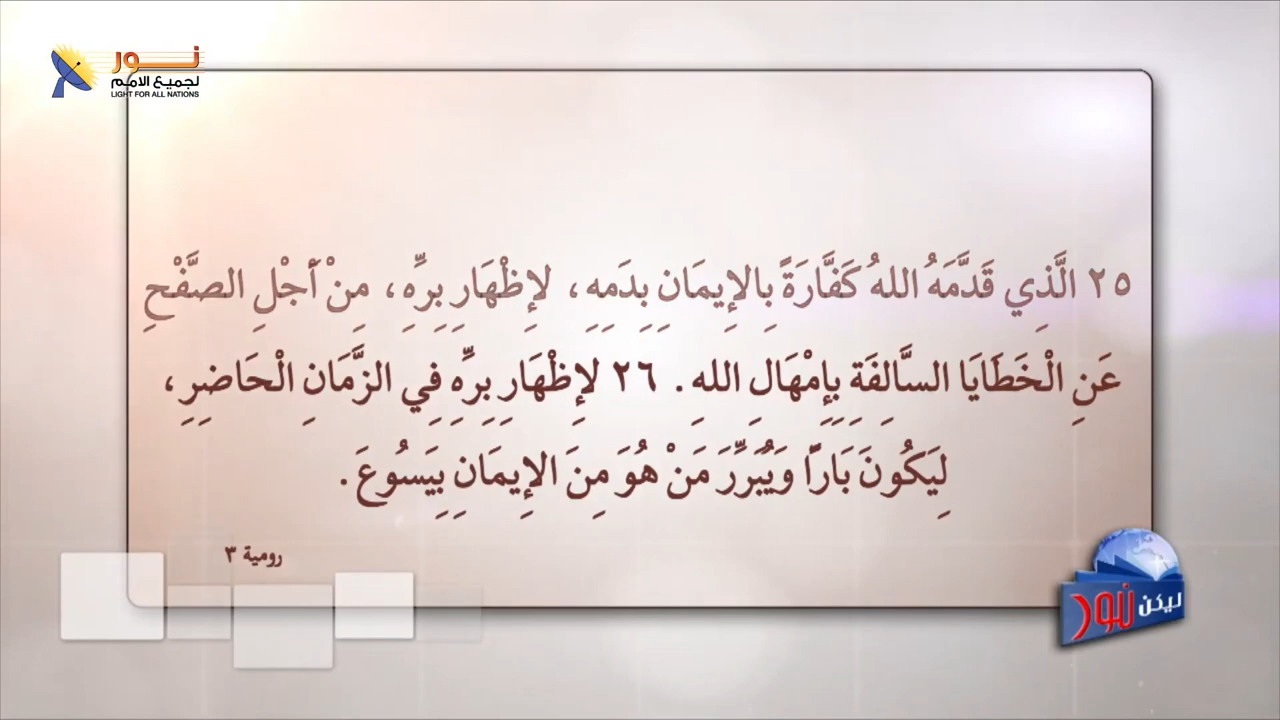 نور
لجميع الامم
LIGHT FOR ALL NATIONS
٢٥ الَّذِي قَدَّمَهُ اللهُ كَفَّارَةً بِالإِيمَانِ بِدَمِهِ، لإِظْهَارِ بِرِّهِ، مِنْ أَجْلِ الصَّفْحِ
عَنِ الْخَطَايَا السَّالِفَةِ بِإِمْهَالِ اللهِ. ٢٦ لإِظْهَارِ بِرِّهِ فِي الزَّمَانِ الْحَاضِرِ،
لِيَكُونَ بَارًّا وَيُبَرِّرَ مَنْ هُوَ مِنَ الإِيمَانِ بِيَسُوعَ.
رومية ٣
ليكن نور